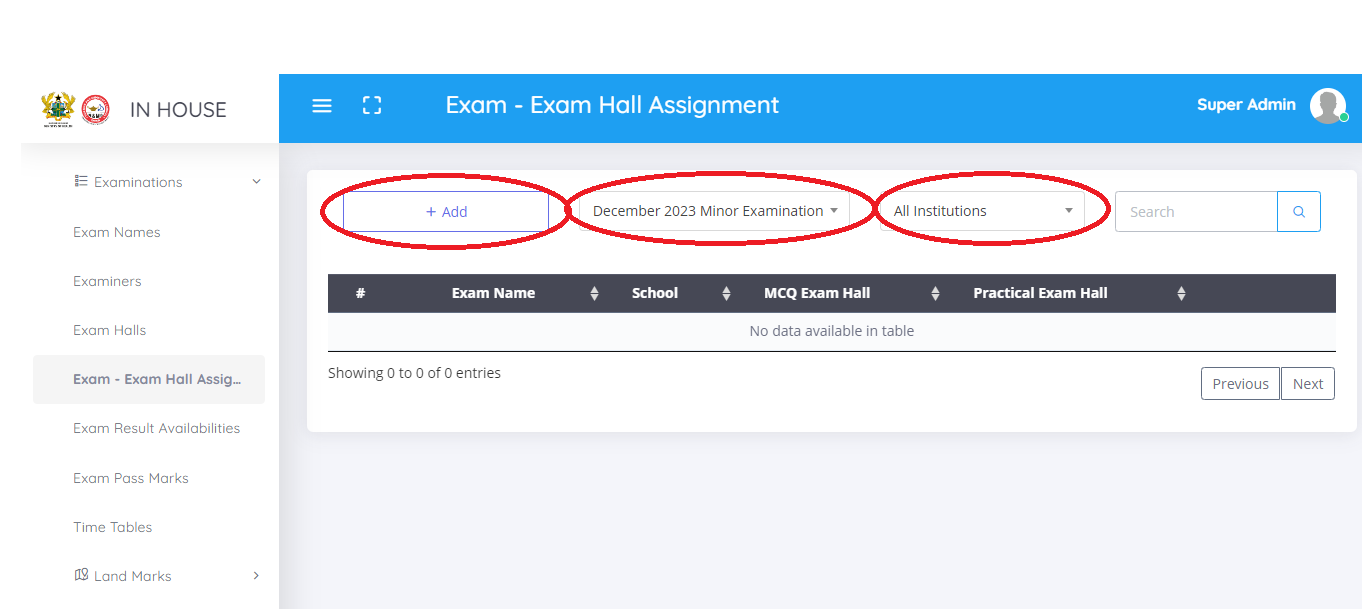 IN HOUSE
Exam - Exam Hall Assignment
Super Admin
Examinations
Exam Names
Examiners
Exam Halls
Exam - Exam Hall Assig...
Exam Result Availabilities
Exam Pass Marks
Time Tables
Land Marks
+ Add
December 2023 Minor Examination
All Institutions
Search
# Exam Name School MCQ Exam Hall Practical Exam Hall
No data available in table
Showing 0 to 0 of 0 entries
Previous Next